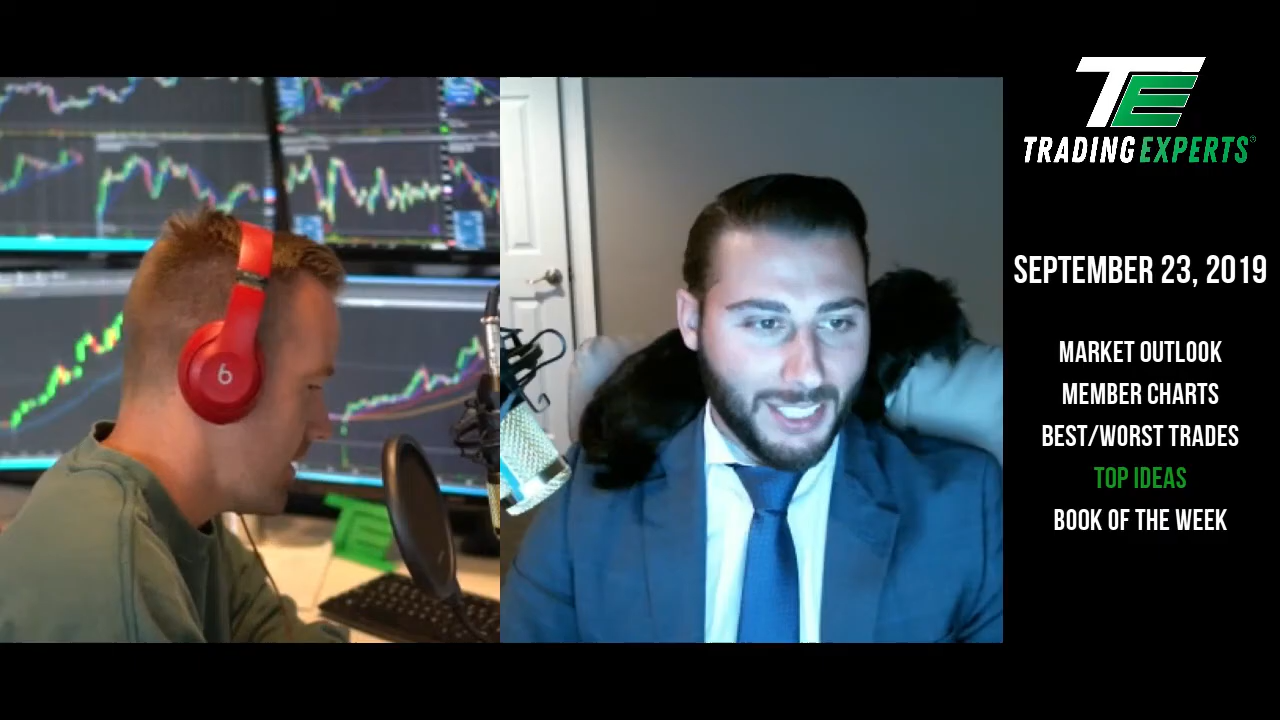 TE
TRADING EXPERTS®
SEPTEMBER 23, 2019
MARKET OUTLOOK
MEMBER CHARTS
BEST/WORST TRADES
TOP IDEAS
BOOK OF THE WEEK
b
TE